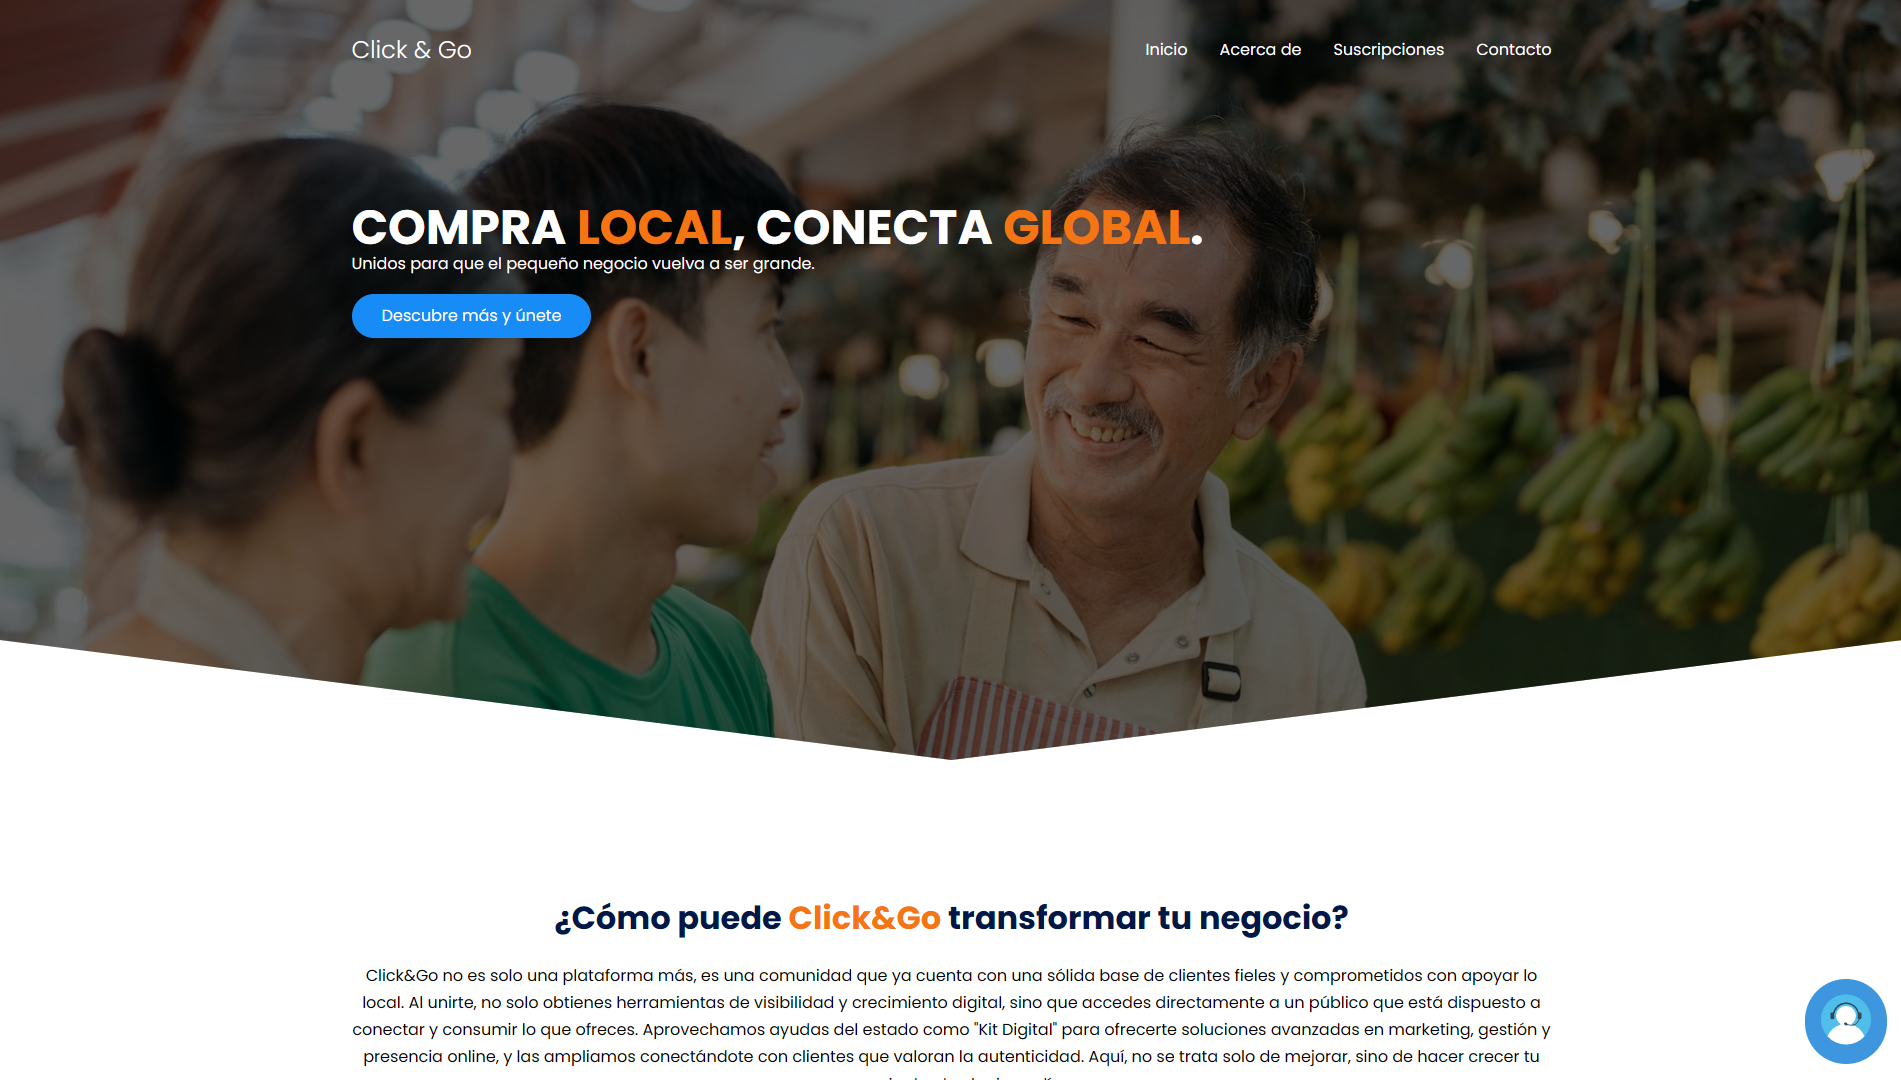 Click & Go
Inicio Acerca de Suscripciones Contacto
COMPRA LOCAL, CONECTA GLOBAL.
Unidos para que el pequeño negocio vuelva a ser grande.
Descubre más y únete
¿Cómo puede Click&Go transformar tu negocio?
Click&Go no es solo una plataforma más, es una comunidad que ya cuenta con una sólida base de clientes fieles y comprometidos con apoyar lo
local. Al unirte, no solo obtienes herramientas de visibilidad y crecimiento digital, sino que accedes directamente a un público que está dispuesto a
conectar y consumir lo que ofreces. Aprovechamos ayudas del estado como "Kit Digital" para ofrecerte soluciones avanzadas en marketing, gestión y
presencia online, y las ampliamos conectándote con clientes que valoran la autenticidad. Aquí, no se trata solo de mejorar, sino de hacer crecer tu